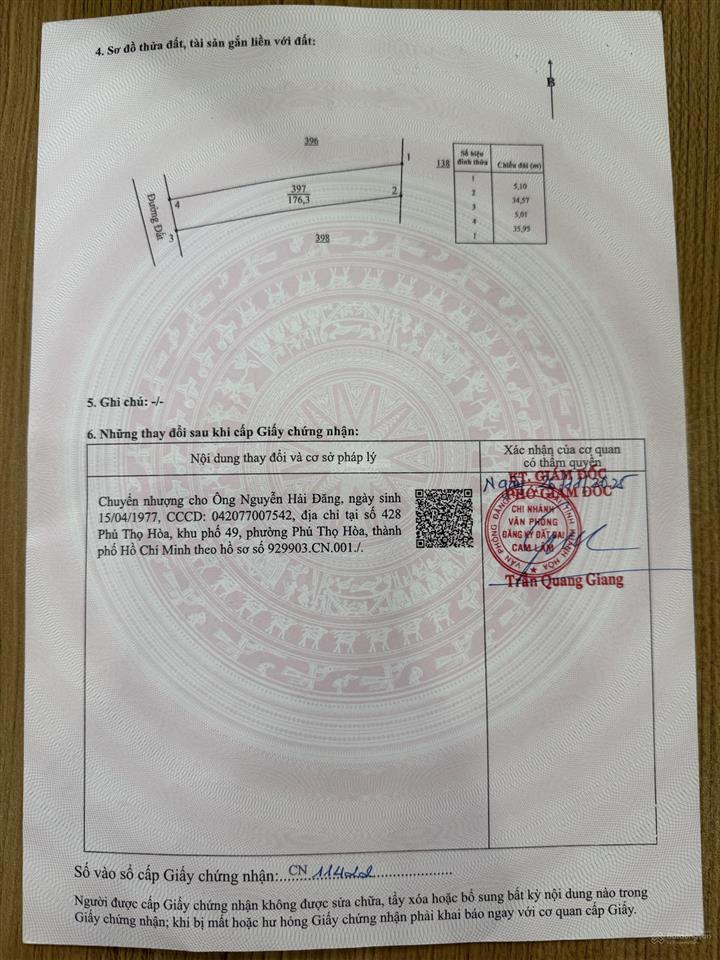 4. Sơ đồ thửa đất, tài sản gắn liền với đất:
B
396
1
138
Số hiệu đỉnh thửa
Chiều dài (m)
1
2
3
4
1
5,10
34,57
5,01
35,95
Đường Đất
4
397
176,3
2
3
398
5. Ghi chú: -/-
6. Những thay đổi sau khi cấp Giấy chứng nhận:
Nội dung thay đổi và cơ sở pháp lý
Xác nhận của cơ quan
có thẩm quyền
Chuyển nhượng cho Ông Nguyễn Hải Đăng, ngày sinh
15/04/1977, CCCD: 042077007542, địa chỉ tại số 428
Phú Thọ Hòa, khu phố 49, phường Phú Thọ Hòa, thành
phố Hồ Chí Minh theo hồ sơ số 929903.CN.001./.
KT. GIÁM ĐỐC
PHÓ GIÁM ĐỐC
CHI NHÁNH
VĂN PHÒNG
ĐĂNG KÝ ĐẤT ĐAI
CAM LÂM
Trần Quang Giang
Số vào sổ cấp Giấy chứng nhận: CN 11422
Người được cấp Giấy chứng nhận không được sửa chữa, tẩy xóa hoặc bổ sung bất kỳ nội dung nào trong
Giấy chứng nhận; khi bị mất hoặc hư hỏng Giấy chứng nhận phải khai báo ngay với cơ quan cấp Giấy.